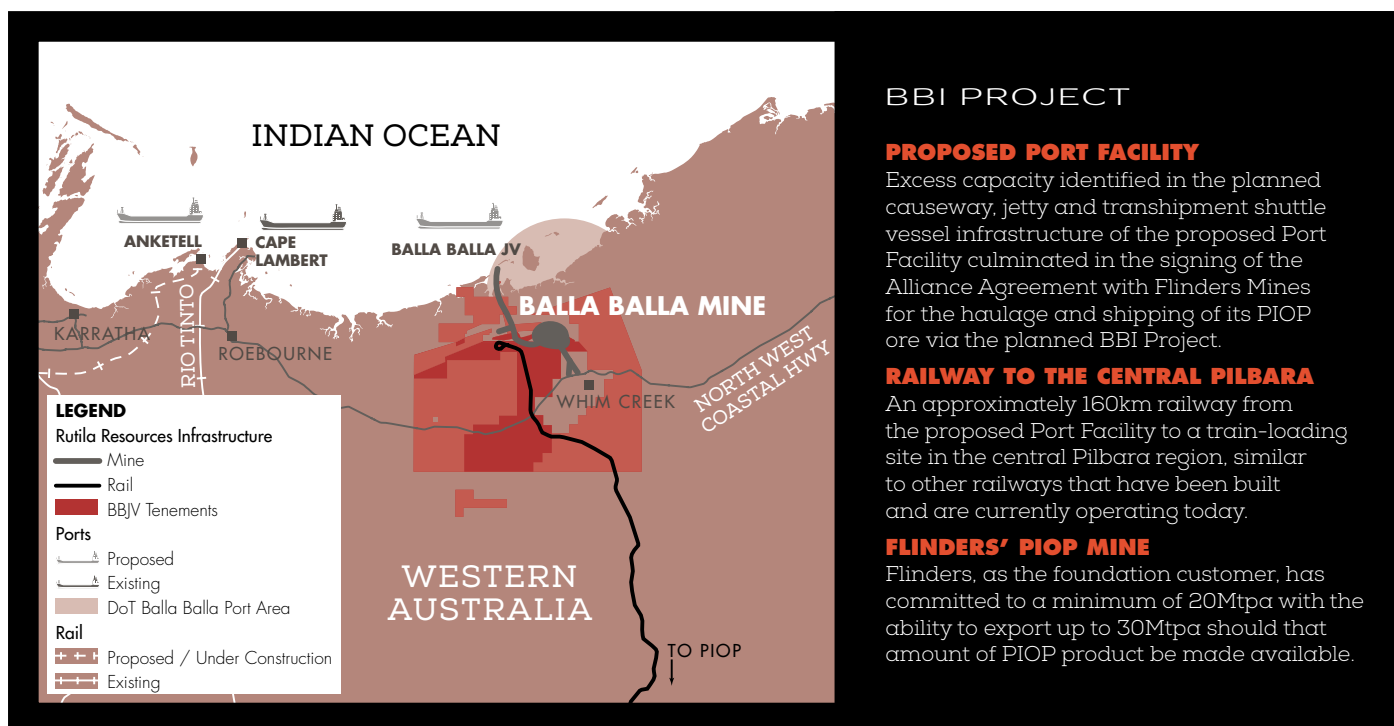 INDIAN OCEAN
ANKETELL
CAPE
LAMBERT
BALLA BALLA JV
BALLA BALLA MINE
KARRATHA
RIO TINTO
ROEBOURNE
WHIM CREEK
NORTH WEST
COASTAL HWY
WESTERN
AUSTRALIA
TO PIOP
LEGEND
Rutila Resources Infrastructure
Mine
Rail
BBJV Tenements
Ports
Proposed
Existing
DoT Balla Balla Port Area
Rail
Proposed / Under Construction
Existing
BBI PROJECT
PROPOSED PORT FACILITY
Excess capacity identified in the planned
causeway, jetty and transhipment shuttle
vessel infrastructure of the proposed Port
Facility culminated in the signing of the
Alliance Agreement with Flinders Mines
for the haulage and shipping of its PIOP
ore via the planned BBI Project.
RAILWAY TO THE CENTRAL PILBARA
An approximately 160km railway from
the proposed Port Facility to a train-loading
site in the central Pilbara region, similar
to other railways that have been built
and are currently operating today.
FLINDERS' PIOP MINE
Flinders, as the foundation customer, has
committed to a minimum of 20Mtpa with the
ability to export up to 30Mtpa should that
amount of PIOP product be made available.